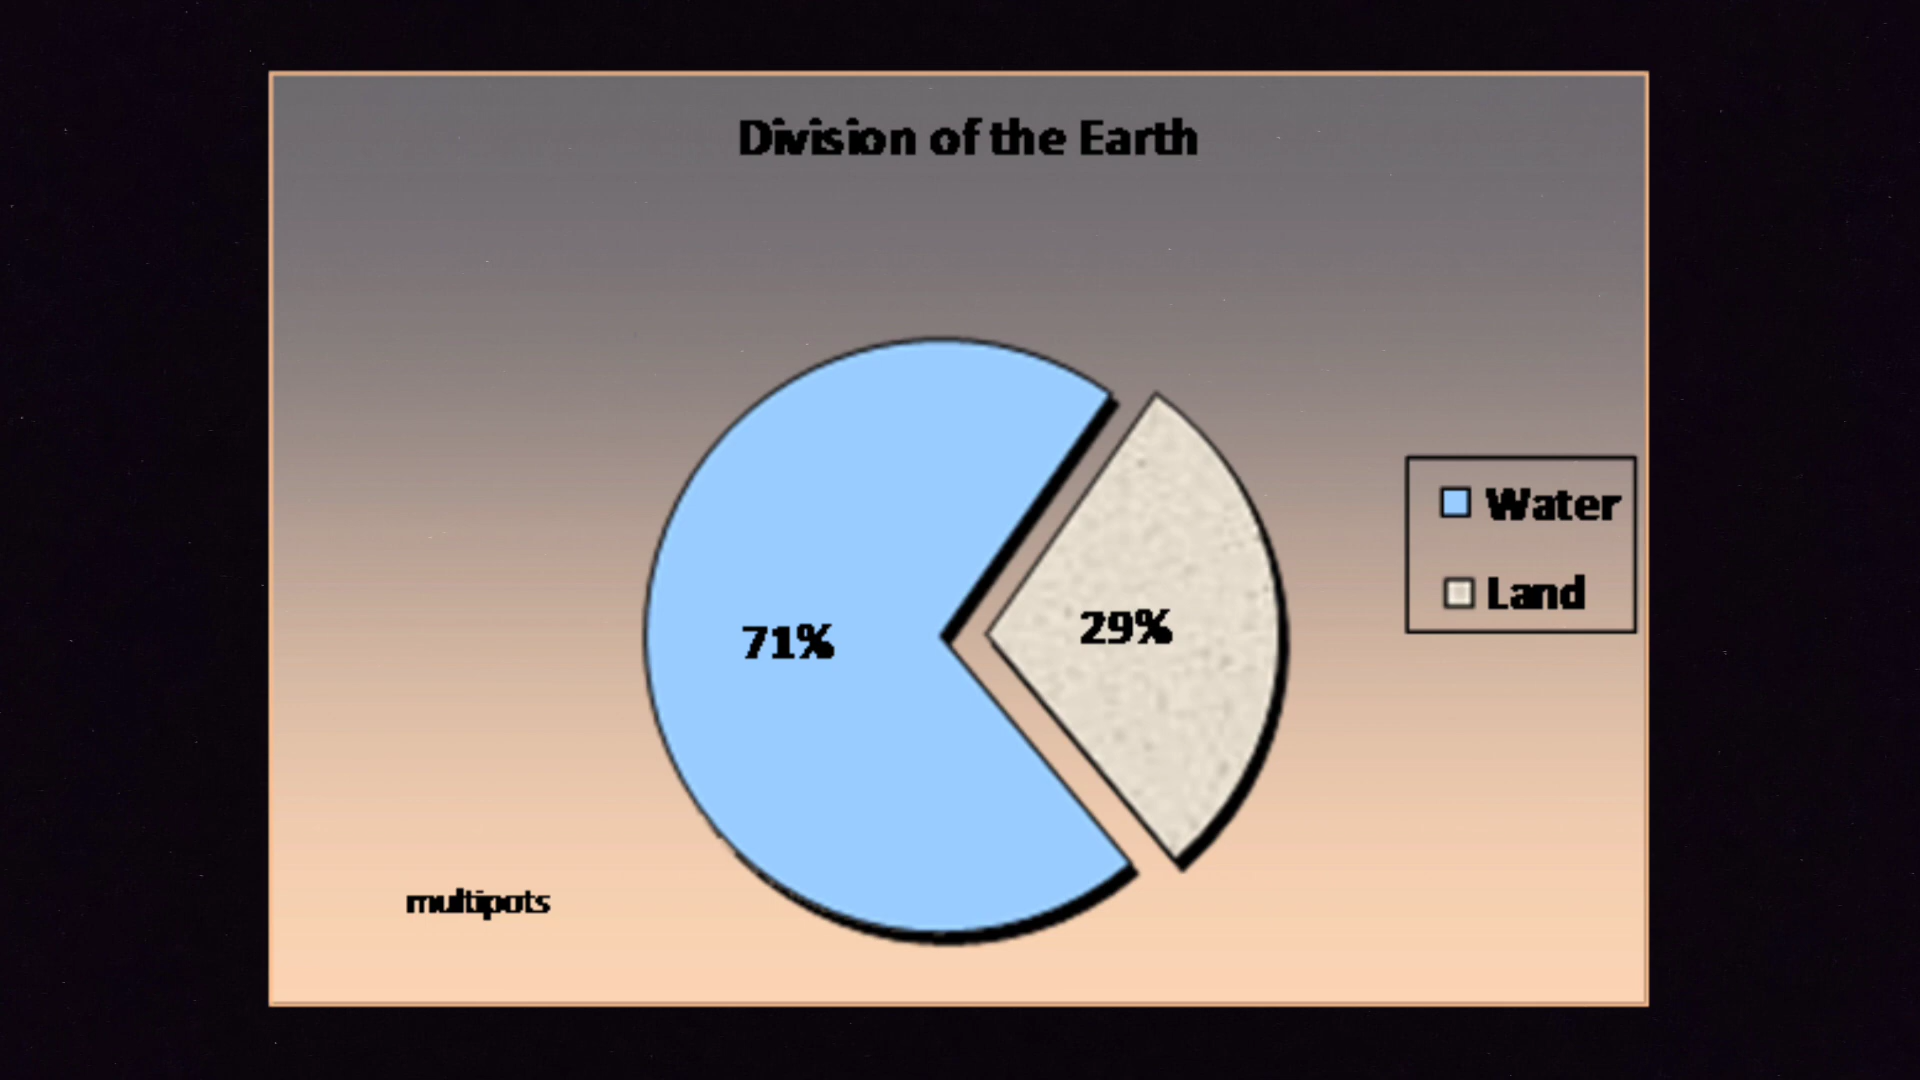 Division of the Earth
Water
Land
71%
29%
multipots